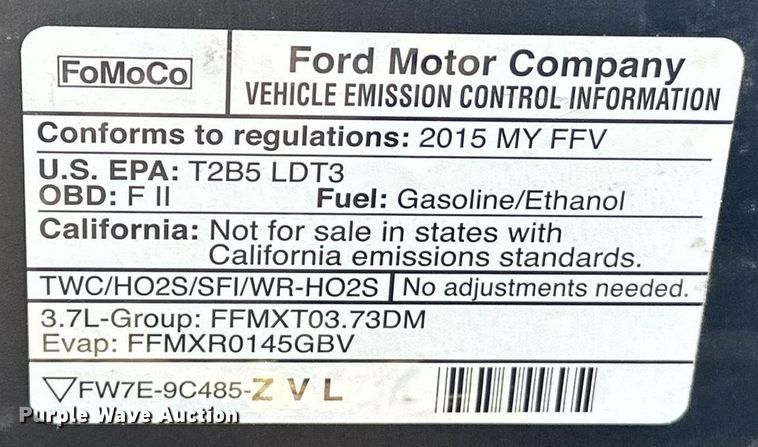 FoMoCo
Ford Motor Company
VEHICLE EMISSION CONTROL INFORMATION
Conforms to regulations: 2015 MY FFV
U.S. EPA: T2B5 LDT3
OBD: F II Fuel: Gasoline/Ethanol
California: Not for sale in states with
California emissions standards.
TWC/HO2S/SFI/WR-HO2S No adjustments needed.
3.7L-Group: FFMXT03.73DM
Evap: FFMXR0145GBV
▽FW7E-9C485-Z V L
Purple Wave Auction